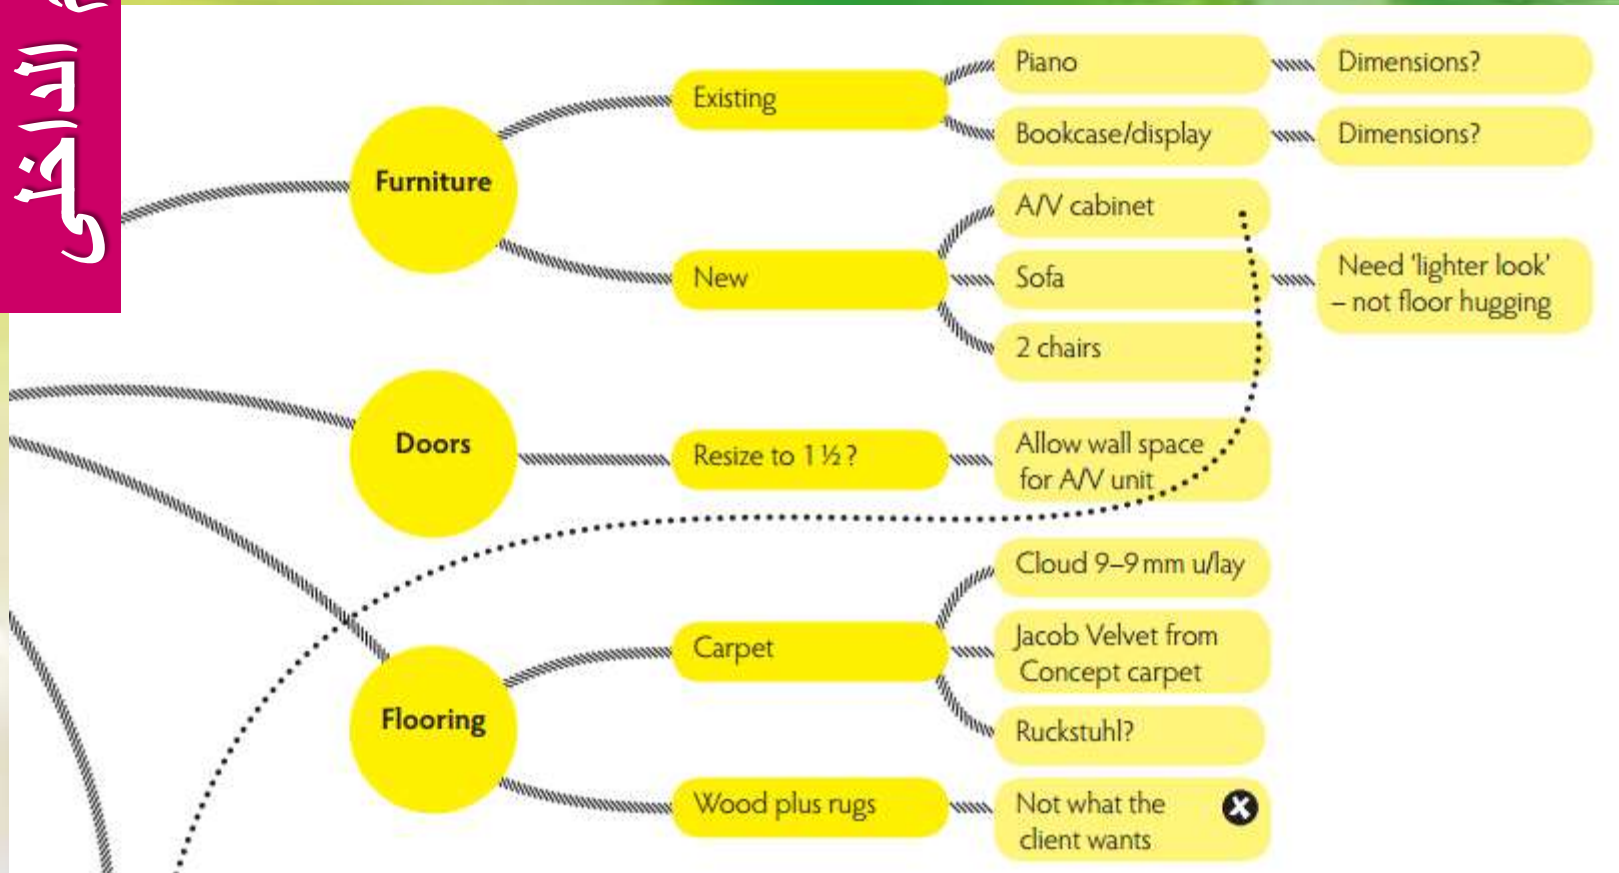 الداخلى
Furniture
Existing
Piano
Dimensions?
Bookcase/display
Dimensions?
New
A/V cabinet
Sofa
Need ‘lighter look’
– not floor hugging
2 chairs
Doors
Resize to 1½?
Allow wall space
for A/V unit
Flooring
Carpet
Cloud 9–9 mm u/lay
Jacob Velvet from
Concept carpet
Ruckstuhl?
Wood plus rugs
Not what the
client wants